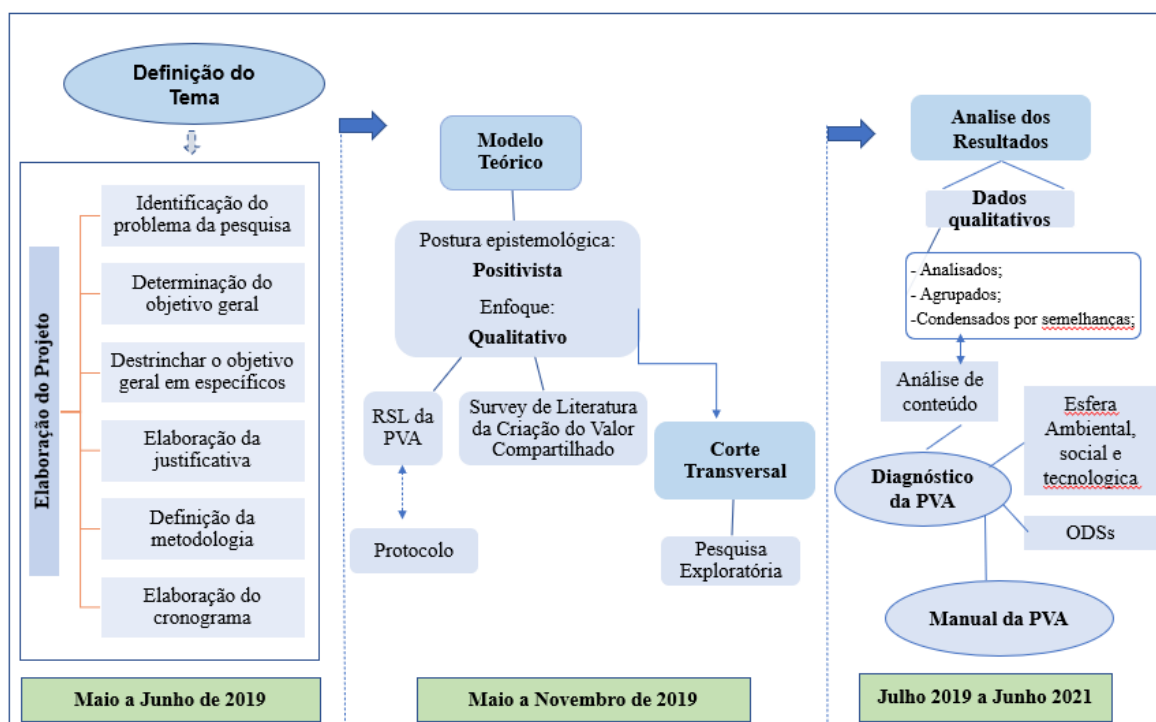 Definição do
Tema
Elaboração do Projeto
Identificação do
problema da pesquisa
Determinação do
objetivo geral
Destrinchar o objetivo
geral em específicos
Elaboração da
justificativa
Definição da
metodologia
Elaboração do
cronograma
Maio a Junho de 2019
Modelo
Teórico
Postura epistemológica:
Positivista
Enfoque:
Qualitativo
RSL da
PVA
Survey de Literatura
da Criação do Valor
Compartilhado
Protocolo
Corte
Transversal
Pesquisa
Exploratória
Maio a Novembro de 2019
Analise dos
Resultados
Dados
qualitativos
- Analisados;
- Agrupados;
-Condensados por semelhanças;
Análise de
conteúdo
Esfera
Ambiental,
social e
tecnologica
Diagnóstico
da PVA
ODSs
Manual da PVA
Julho 2019 a Junho 2021